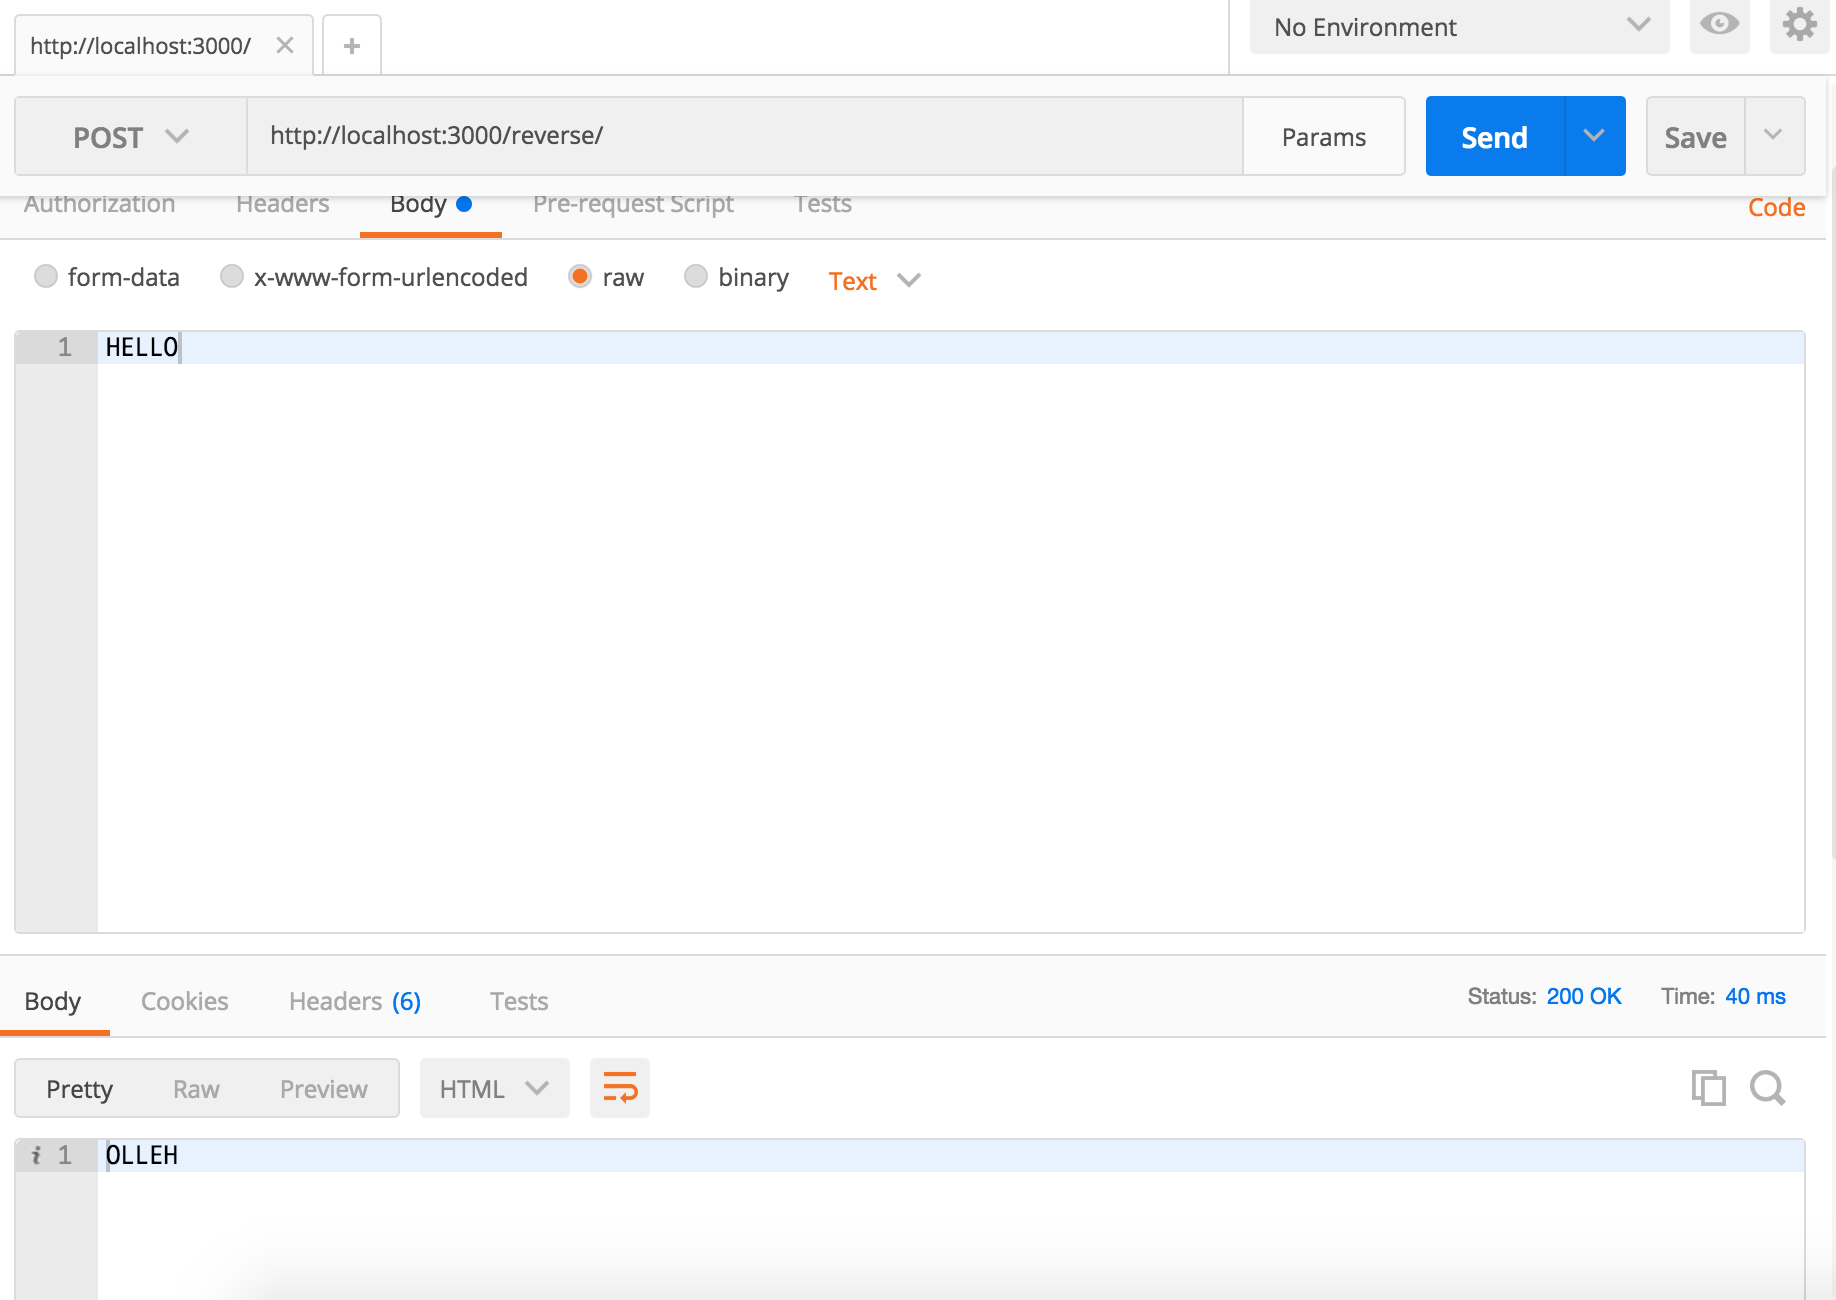 http://localhost:3000/
No Environment
POST
http://localhost:3000/reverse/
Params
Send
Save
Authorization Headers Body Pre-request Script Tests Code
form-data x-www-form-urlencoded raw binary Text
1 HELLO
Body Cookies Headers (6) Tests Status: 200 OK Time: 40 ms
Pretty Raw Preview HTML
i 1 OLLEH